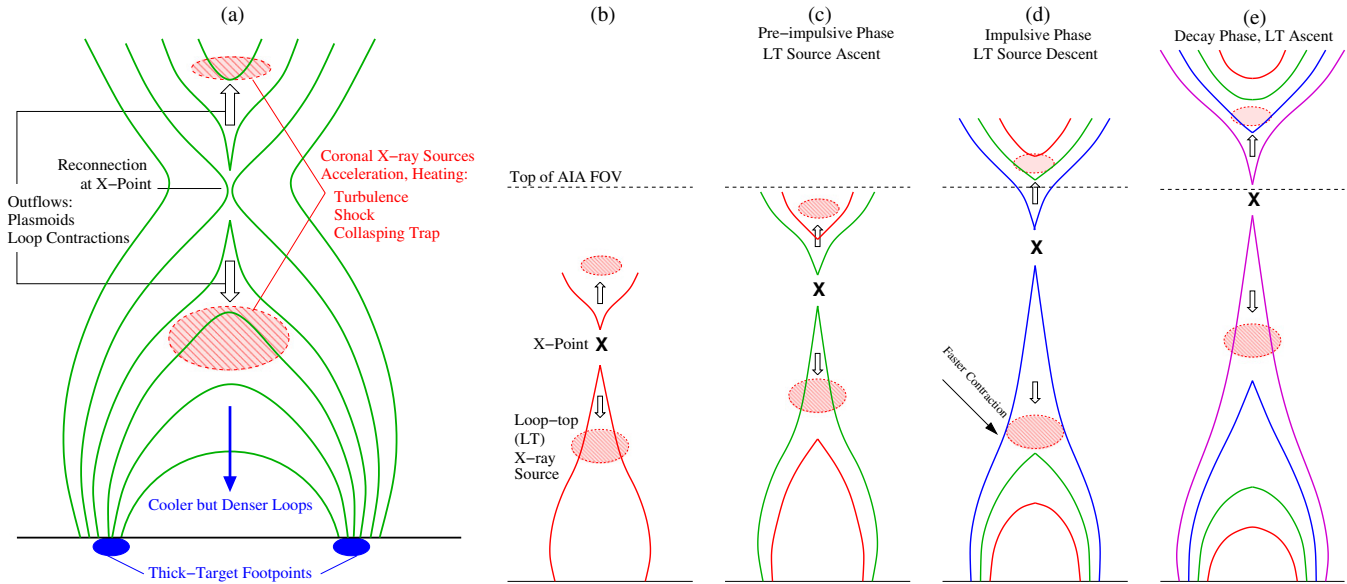 (a)
Reconnection
at X−Point
Outflows:
Plasmoids
Loop Contractions
Coronal X−ray Sources
Acceleration, Heating:
Turbulence
Shock
Collasping Trap
Cooler but Denser Loops
Thick−Target Footpoints
(b)
Top of AIA FOV
X−Point X
Loop−top
(LT)
X−ray
Source
(c)
Pre−impulsive Phase
LT Source Ascent
X
(d)
Impulsive Phase
LT Source Descent
X
Faster Contraction
(e)
Decay Phase, LT Ascent
X